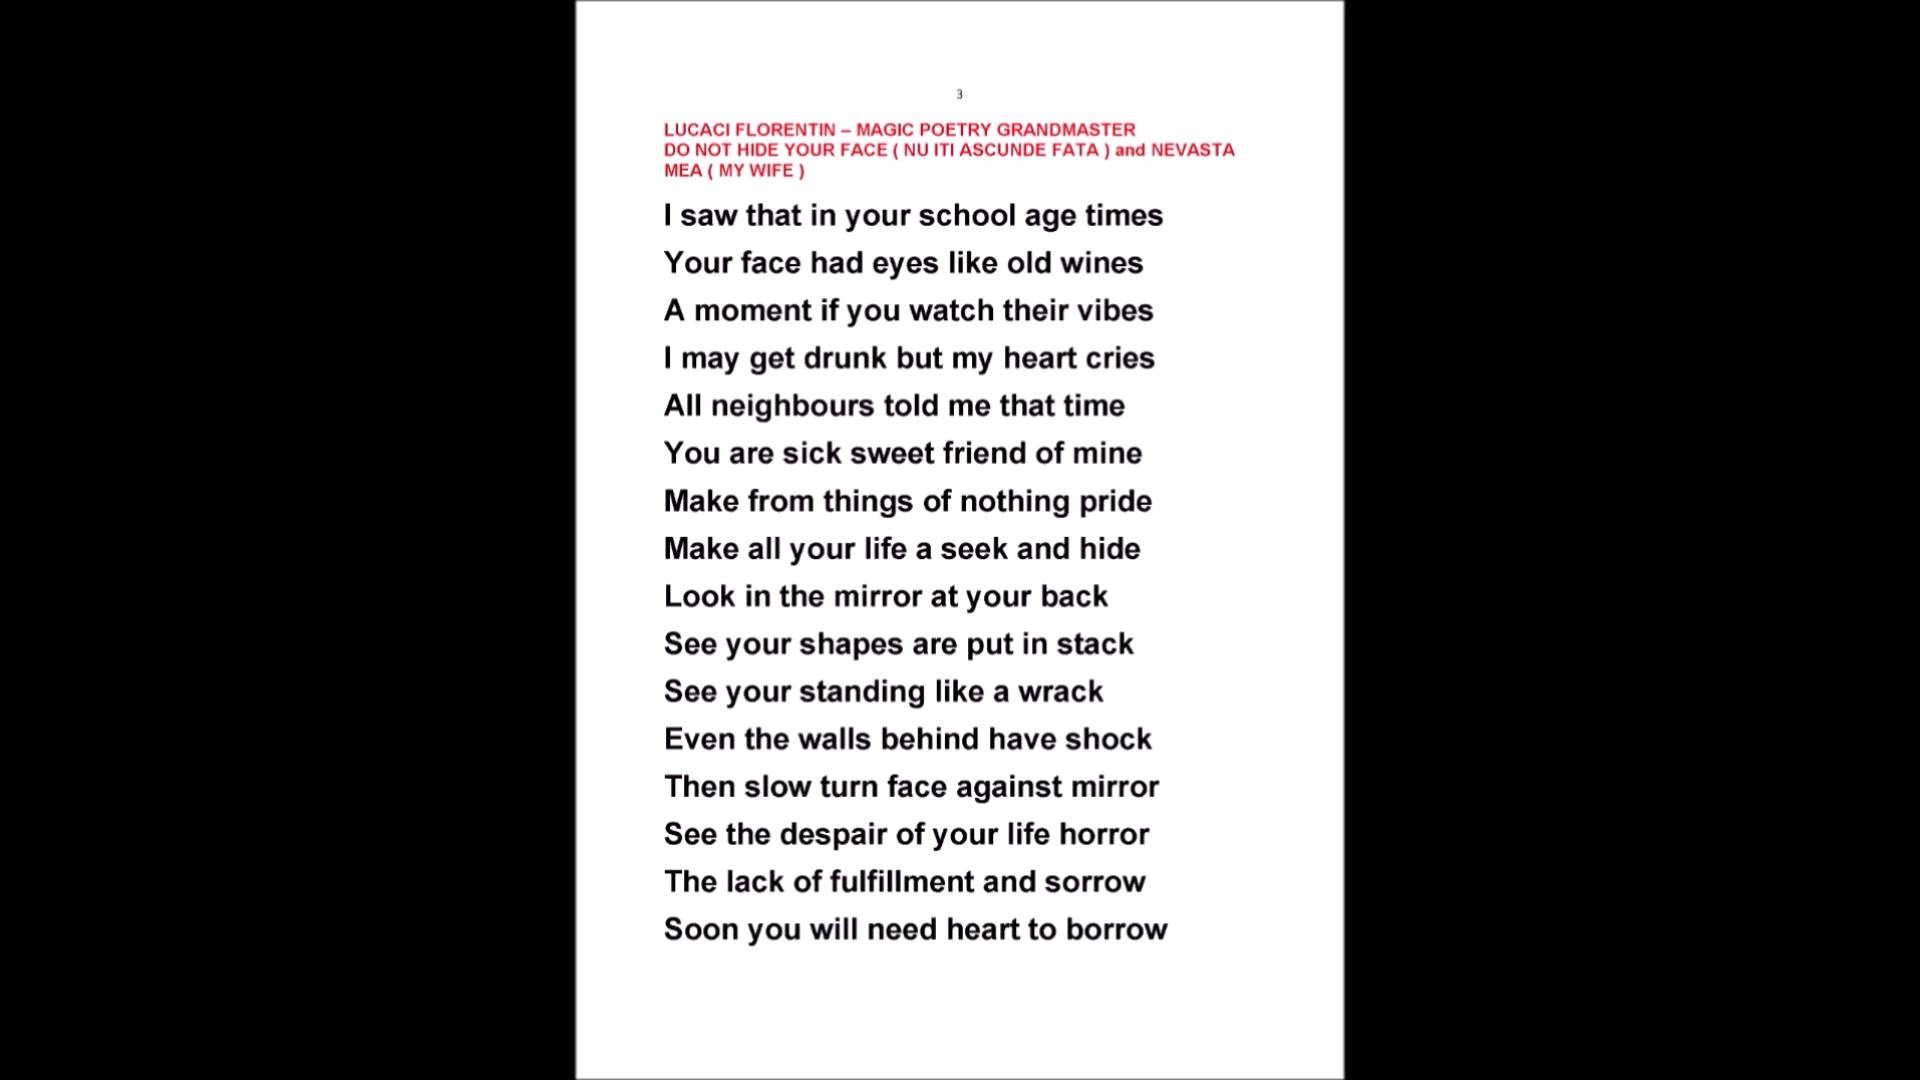 3
LUCACI FLORENTIN – MAGIC POETRY GRANDMASTER
DO NOT HIDE YOUR FACE ( NU ITI ASCUNDE FATA ) and NEVASTA
MEA ( MY WIFE )
I saw that in your school age times
Your face had eyes like old wines
A moment if you watch their vibes
I may get drunk but my heart cries
All neighbours told me that time
You are sick sweet friend of mine
Make from things of nothing pride
Make all your life a seek and hide
Look in the mirror at your back
See your shapes are put in stack
See your standing like a wrack
Even the walls behind have shock
Then slow turn face against mirror
See the despair of your life horror
The lack of fulfillment and sorrow
Soon you will need heart to borrow